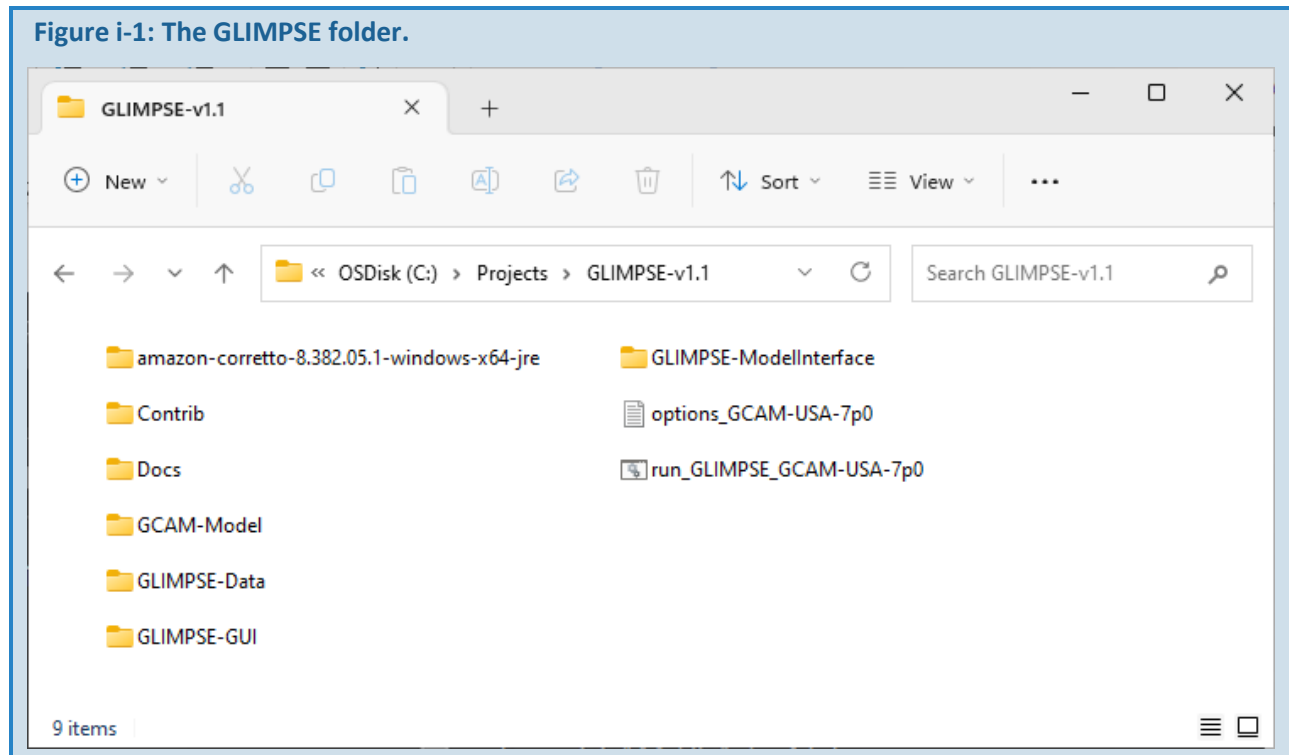 Figure i-1: The GLIMPSE folder.
GLIMPSE-v1.1
New Sort View
« OSDisk (C:) › Projects › GLIMPSE-v1.1 Search GLIMPSE-v1.1
amazon-corretto-8.382.05.1-windows-x64-jre GLIMPSE-ModelInterface
Contrib options_GCAM-USA-7p0
Docs run_GLIMPSE_GCAM-USA-7p0
GCAM-Model
GLIMPSE-Data
GLIMPSE-GUI
9 items